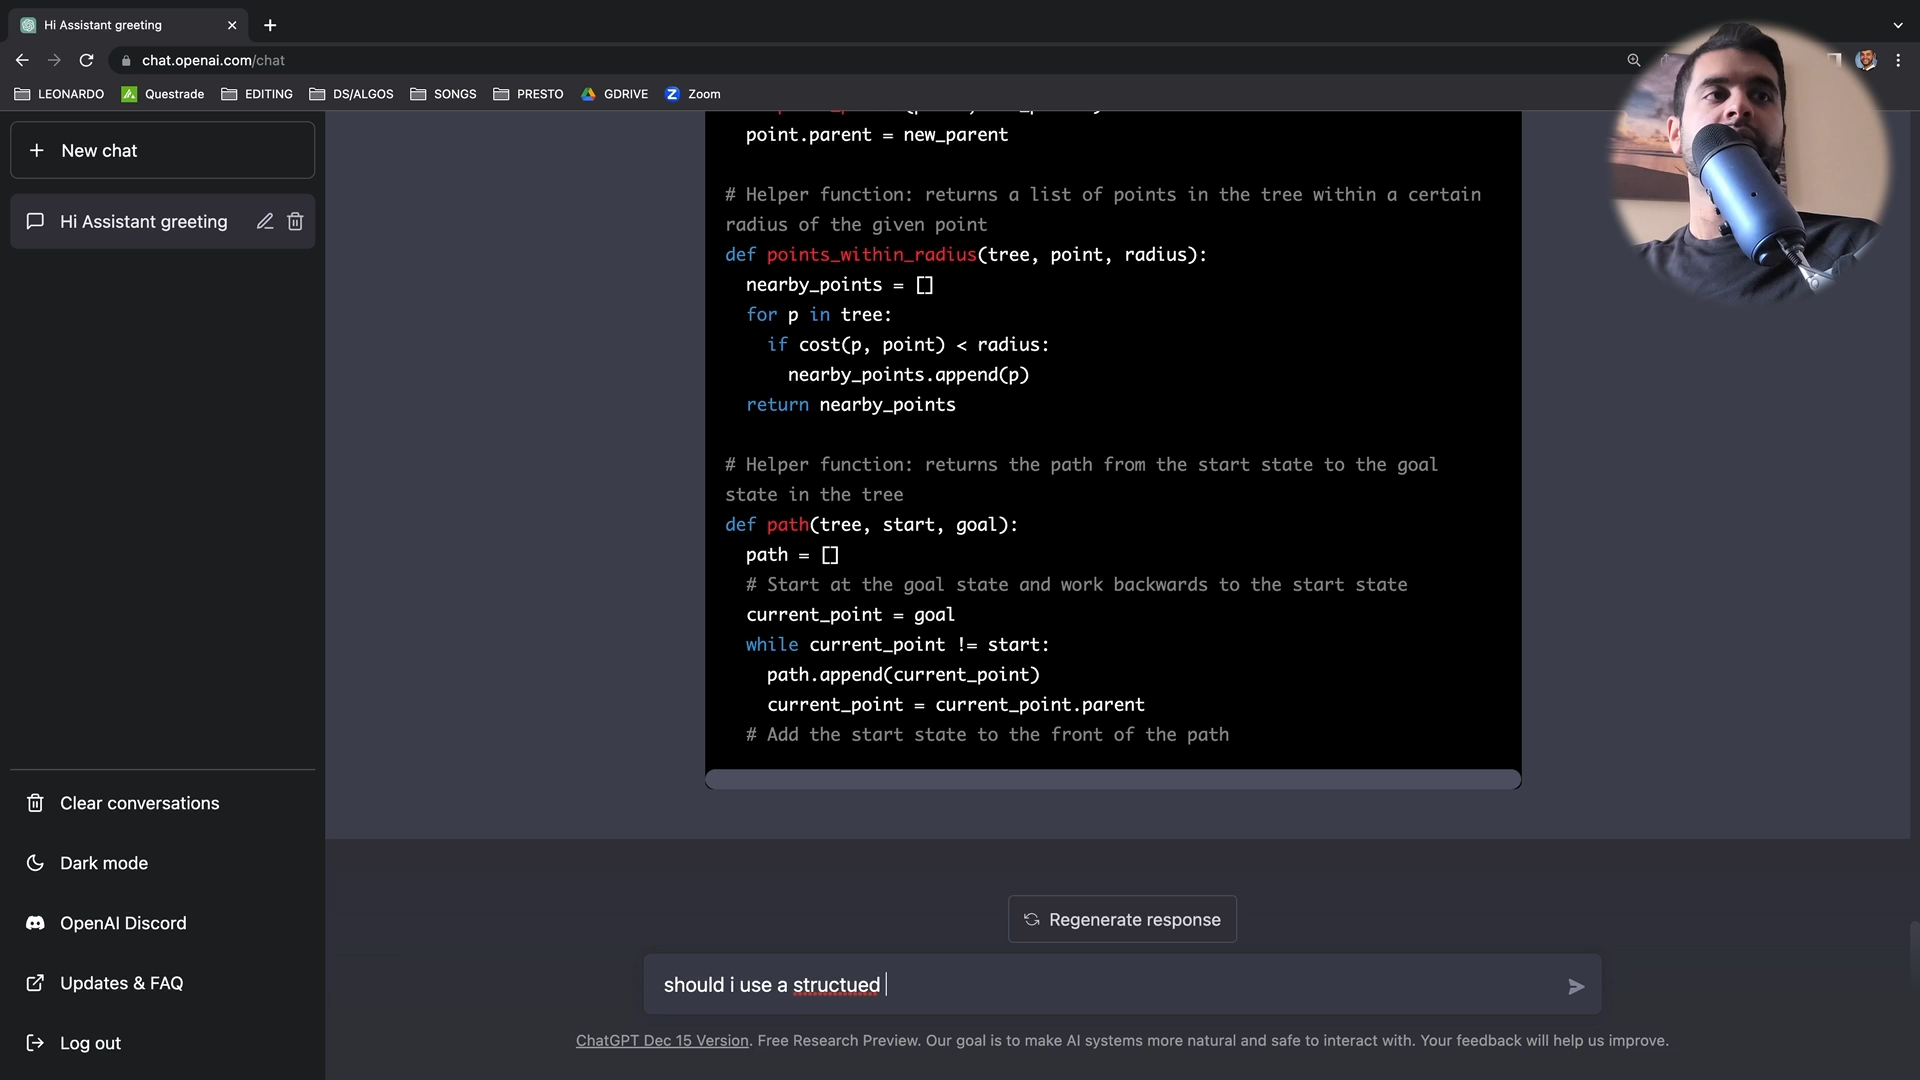 Hi Assistant greeting
chat.openai.com/chat
LEONARDO Questrade EDITING DS/ALGOS SONGS PRESTO GDRIVE Zoom
New chat
Hi Assistant greeting
point.parent = new_parent
# Helper function: returns a list of points in the tree within a certain
radius of the given point
def points_within_radius(tree, point, radius):
nearby_points = []
for p in tree:
if cost(p, point) < radius:
nearby_points.append(p)
return nearby_points
# Helper function: returns the path from the start state to the goal
state in the tree
def path(tree, start, goal):
path = []
# Start at the goal state and work backwards to the start state
current_point = goal
while current_point != start:
path.append(current_point)
current_point = current_point.parent
# Add the start state to the front of the path
Clear conversations
Dark mode
OpenAI Discord
Updates & FAQ
Log out
Regenerate response
should i use a structued
ChatGPT Dec 15 Version. Free Research Preview. Our goal is to make AI systems more natural and safe to interact with. Your feedback will help us improve.